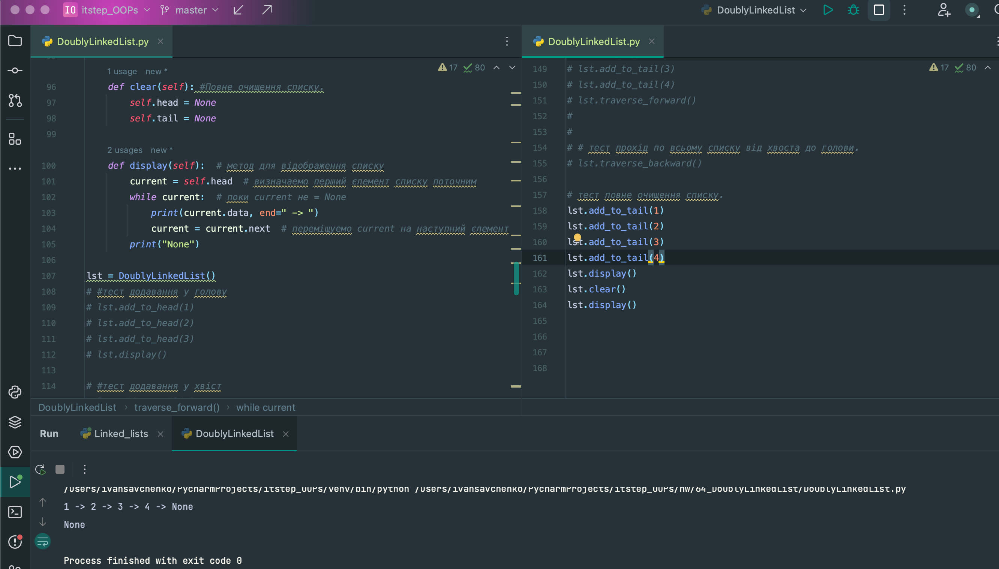 IO itstep_OOPs master DoublyLinkedList
DoublyLinkedList.py
17 80
1 usage new *
96 def clear(self): #Повне очищення списку.
97 self.head = None
98 self.tail = None
99
2 usages new *
100 def display(self):  # метод для відображення списку
101 current = self.head  # визначаемо перший єлемент списку поточним
102 while current:  # поки current не = None
103 print(current.data, end=" -> ")
104 current = current.next  # переміщуемо current на наступний єлемент
105 print("None")
106
107 lst = DoublyLinkedList()
108 # #тест додавання у голову
109 # lst.add_to_head(1)
110 # lst.add_to_head(2)
111 # lst.add_to_head(3)
112 # lst.display()
113
114 # #тест додавання у хвіст
DoublyLinkedList › traverse_forward() › while current
DoublyLinkedList.py
17 80
149 # lst.add_to_tail(3)
150 # lst.add_to_tail(4)
151 # lst.traverse_forward()
152 #
153 #
154 # # тест прохід по всьому списку від хвоста до голови.
155 # lst.traverse_backward()
156
157 # тест повне очищення списку.
158 lst.add_to_tail(1)
159 lst.add_to_tail(2)
160 lst.add_to_tail(3)
161 lst.add_to_tail(4)
162 lst.display()
163 lst.clear()
164 lst.display()
165
166
167
168
Run Linked_lists DoublyLinkedList
/Users/ivansavchenko/PycharmProjects/itstep_OOPs/venv/bin/python /Users/ivansavchenko/PycharmProjects/itstep_OOPs/hw/64_DoublyLinkedList/DoublyLinkedList.py
1 -> 2 -> 3 -> 4 -> None
None
Process finished with exit code 0